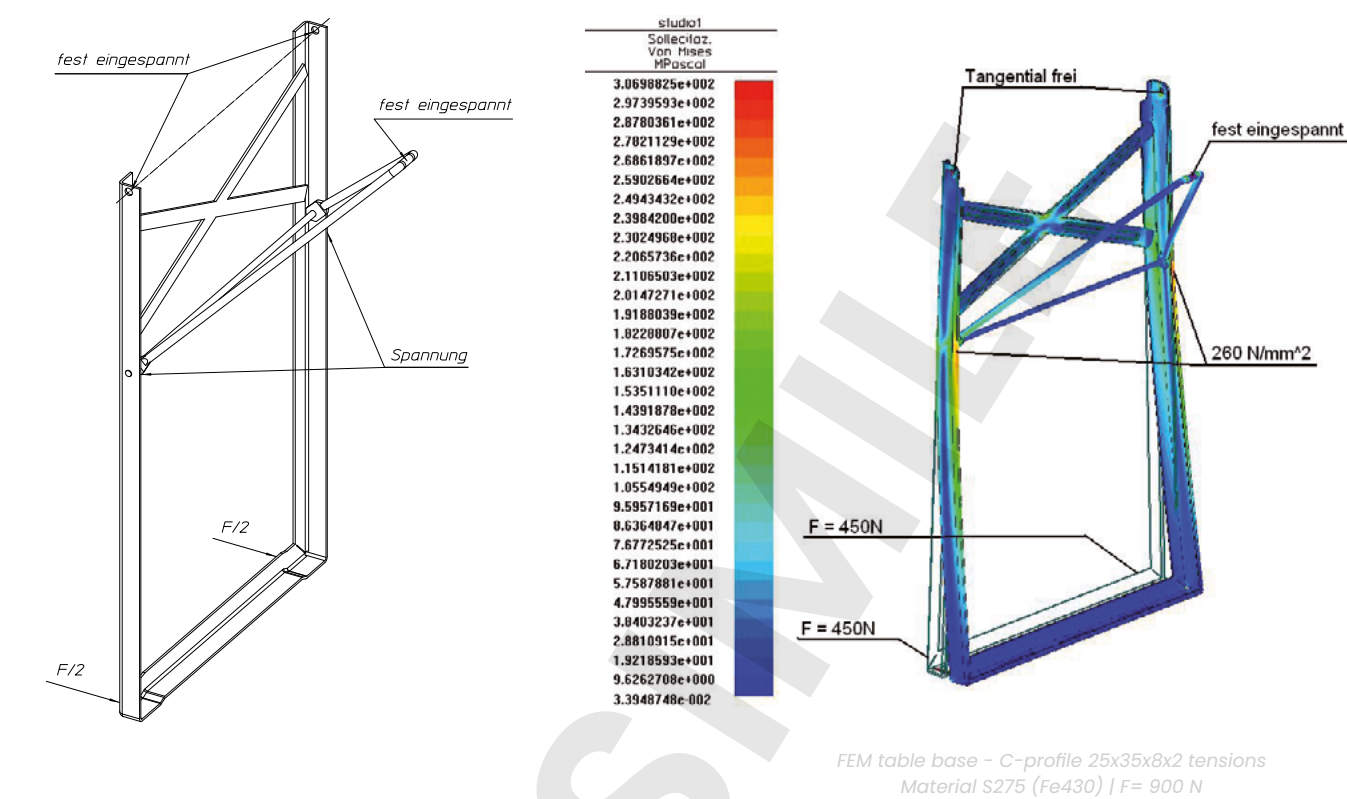 fest eingespannt
fest eingespannt
Spannung
F/2
F/2
studio1
Sollecitaz.
Von Mises
MPascal
3.0698825e+002
2.9739593e+002
2.8780361e+002
2.7821129e+002
2.6861897e+002
2.5902664e+002
2.4943432e+002
2.3984200e+002
2.3024968e+002
2.2065736e+002
2.1106503e+002
2.0147271e+002
1.9188039e+002
1.8228807e+002
1.7269575e+002
1.6310342e+002
1.5351110e+002
1.4391878e+002
1.3432646e+002
1.2473414e+002
1.1514181e+002
1.0554949e+002
9.5957169e+001
8.6364847e+001
7.6772525e+001
6.7180203e+001
5.7587881e+001
4.7995559e+001
3.8403237e+001
2.8810915e+001
1.9218593e+001
9.6262708e+000
3.3948748e-002
Tangential frei
fest eingespannt
260 N/mm^2
F = 450N
F = 450N
SIMILE
FEM table base - C-profile 25x35x8x2 tensions
Material S275 (Fe430) | F= 900 N